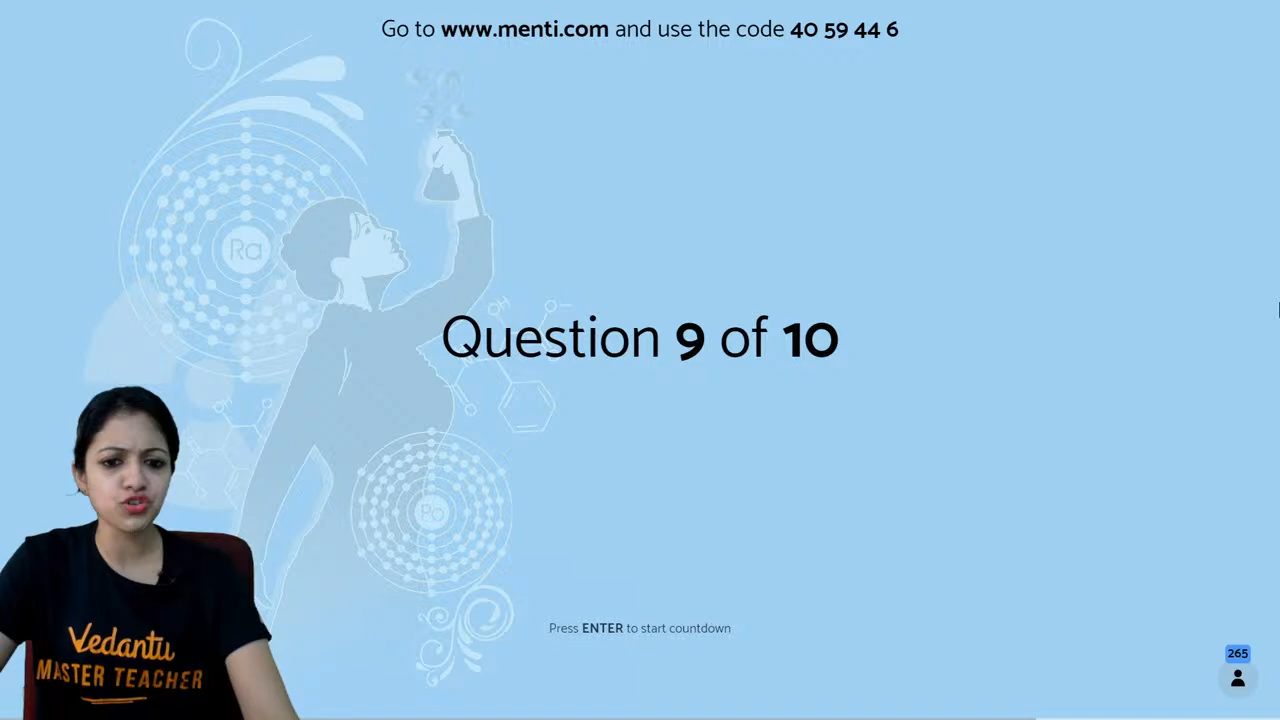 Go to www.menti.com and use the code 40 59 44 6
Ra
OH
O
Question 9 of 10
Po
Press ENTER to start countdown
265
Vedantu
MASTER TEACHER